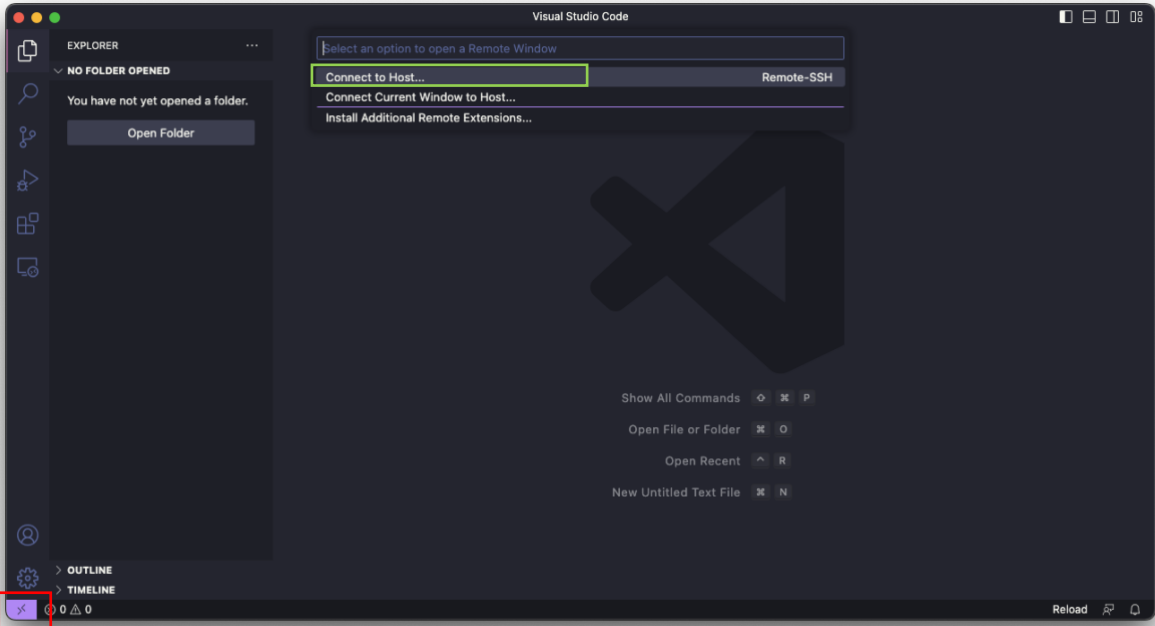 Visual Studio Code
EXPLORER
NO FOLDER OPENED
You have not yet opened a folder.
Open Folder
Select an option to open a Remote Window
Connect to Host... Remote-SSH
Connect Current Window to Host...
Install Additional Remote Extensions...
Show All Commands ⇧ ⌘ P
Open File or Folder ⌘ O
Open Recent ^ R
New Untitled Text File ⌘ N
OUTLINE
TIMELINE
0 0 Reload